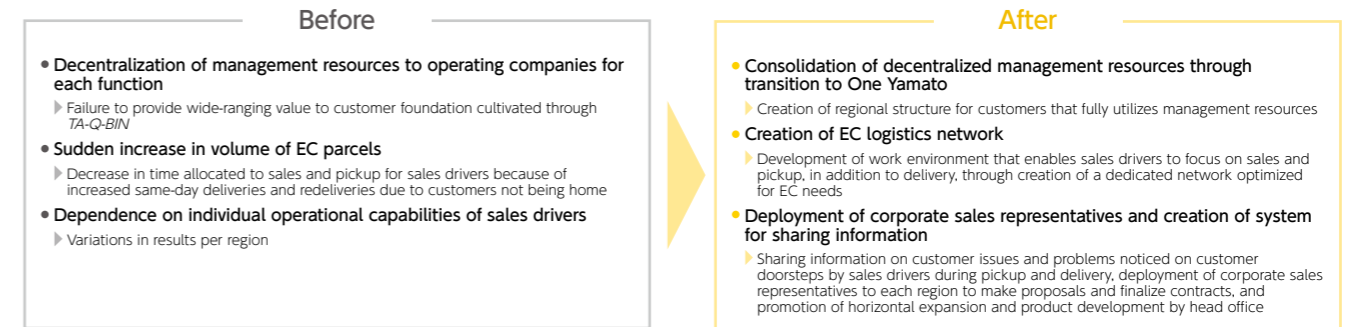 Before
• Decentralization of management resources to operating companies for
each function
Failure to provide wide-ranging value to customer foundation cultivated through
TA-Q-BIN
• Sudden increase in volume of EC parcels
Decrease in time allocated to sales and pickup for sales drivers because of
increased same-day deliveries and redeliveries due to customers not being home
• Dependence on individual operational capabilities of sales drivers
Variations in results per region
After
• Consolidation of decentralized management resources through
transition to One Yamato
Creation of regional structure for customers that fully utilizes management resources
• Creation of EC logistics network
Development of work environment that enables sales drivers to focus on sales and
pickup, in addition to delivery, through creation of a dedicated network optimized
for EC needs
• Deployment of corporate sales representatives and creation of system
for sharing information
Sharing information on customer issues and problems noticed on customer
doorsteps by sales drivers during pickup and delivery, deployment of corporate sales
representatives to each region to make proposals and finalize contracts, and
promotion of horizontal expansion and product development by head office